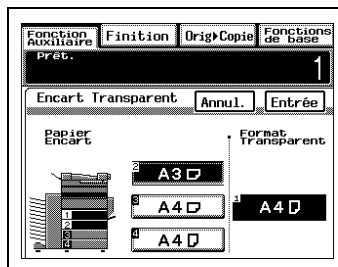 Fonction Auxiliaire
Finition
Orig▸Copie
Fonctions de base
Prêt.
1
Encart Transparent
Annul.
Entrée
Papier Encart
Format Transparent
2 A3
3 A4
1 A4
4 A4
1
2
3
4